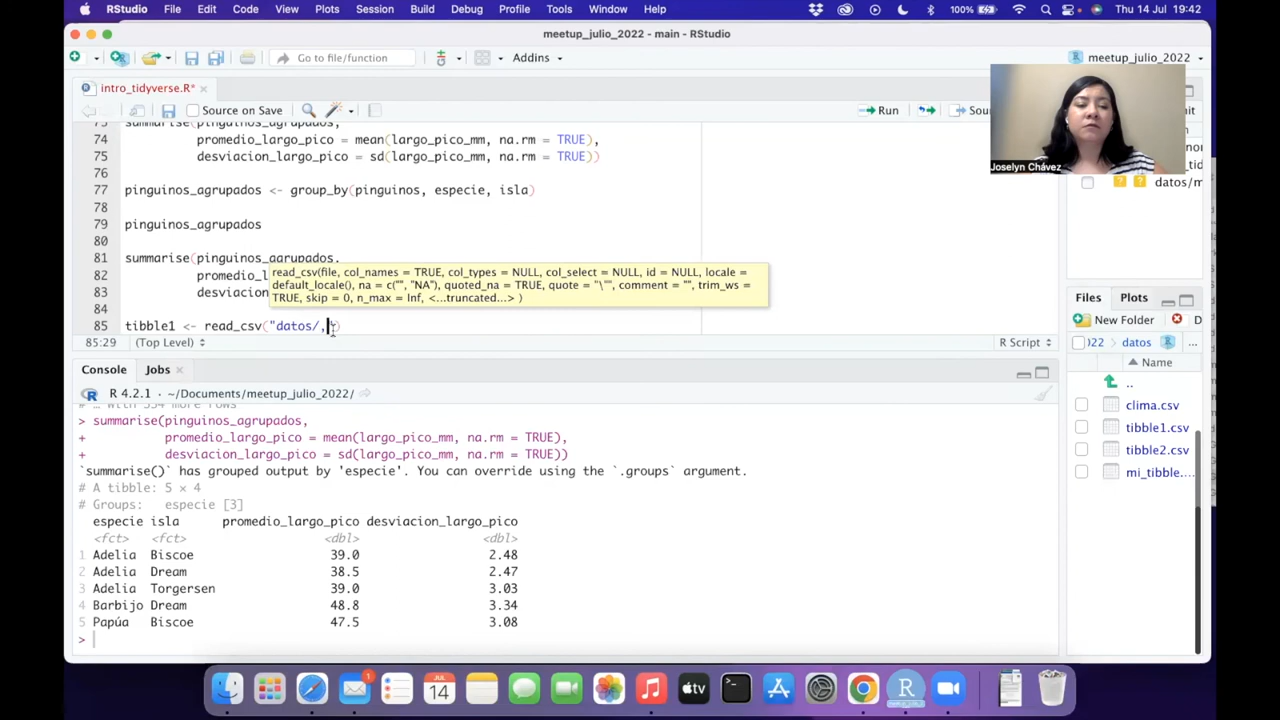 RStudio File Edit Code View Plots Session Build Debug Profile Tools Window Help 100% Thu 14 Jul 19:42
meetup_julio_2022 - main - RStudio
Go to file/function Addins meetup_julio_2022
intro_tidyverse.R*
Source on Save Run
summarise(pinguinos_agrupados,
74 promedio_largo_pico = mean(largo_pico_mm, na.rm = TRUE),
75 desviacion_largo_pico = sd(largo_pico_mm, na.rm = TRUE))
76
77 pinguinos_agrupados <- group_by(pinguinos, especie, isla)
78
79 pinguinos_agrupados
80
81 summarise(pinguinos_agrupados,
82
83
84
85 tibble1 <- read_csv("datos/,")
read_csv(file, col_names = TRUE, col_types = NULL, col_select = NULL, id = NULL, locale =
default_locale(), na = c("", "NA"), quoted_na = TRUE, quote = "\"", comment = "", trim_ws =
TRUE, skip = 0, n_max = Inf, <...truncated...> )
85:29 (Top Level) R Script
Console Jobs
R 4.2.1 · ~/Documents/meetup_julio_2022/
> summarise(pinguinos_agrupados,
+ promedio_largo_pico = mean(largo_pico_mm, na.rm = TRUE),
+ desviacion_largo_pico = sd(largo_pico_mm, na.rm = TRUE))
`summarise()` has grouped output by 'especie'. You can override using the `.groups` argument.
# A tibble: 5 × 4
# Groups: especie [3]
especie isla promedio_largo_pico desviacion_largo_pico
<fct> <fct> <dbl> <dbl>
1 Adelia Biscoe 39.0 2.48
2 Adelia Dream 38.5 2.47
3 Adelia Torgersen 39.0 3.03
4 Barbijo Dream 48.8 3.34
5 Papúa Biscoe 47.5 3.08
>
Joselyn Chávez
datos/m
Files Plots
New Folder D
022 datos ...
Name
..
clima.csv
tibble1.csv
tibble2.csv
mi_tibble....
JUL
14
1
tv
R
meetup_jul